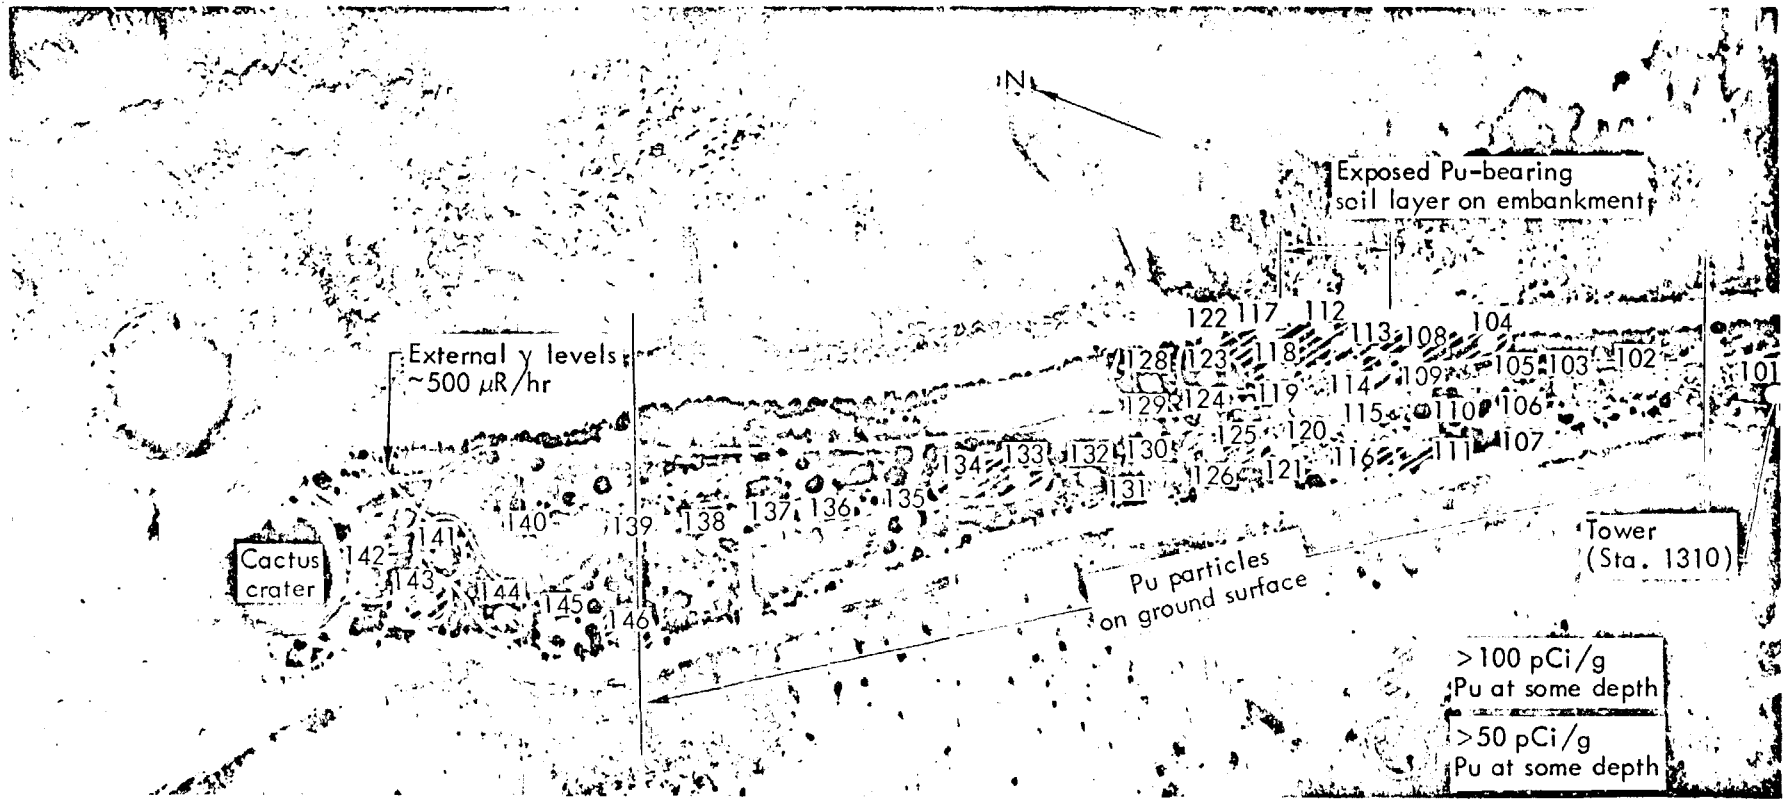 N
Exposed Pu-bearing
soil layer on embankment
122 117 112
113 108 104
128 123 118
105 103 102
101
External γ levels
~500 μR/hr
129 124 119 114 109
115 110 106
125 120
134 133 132 130
116 111 107
126 121
131
140 139 138 137 136 135
142 141
143 144 145 146
Cactus
crater
Tower
(Sta. 1310)
Pu particles
on ground surface
>100 pCi/g
Pu at some depth
>50 pCi/g
Pu at some depth